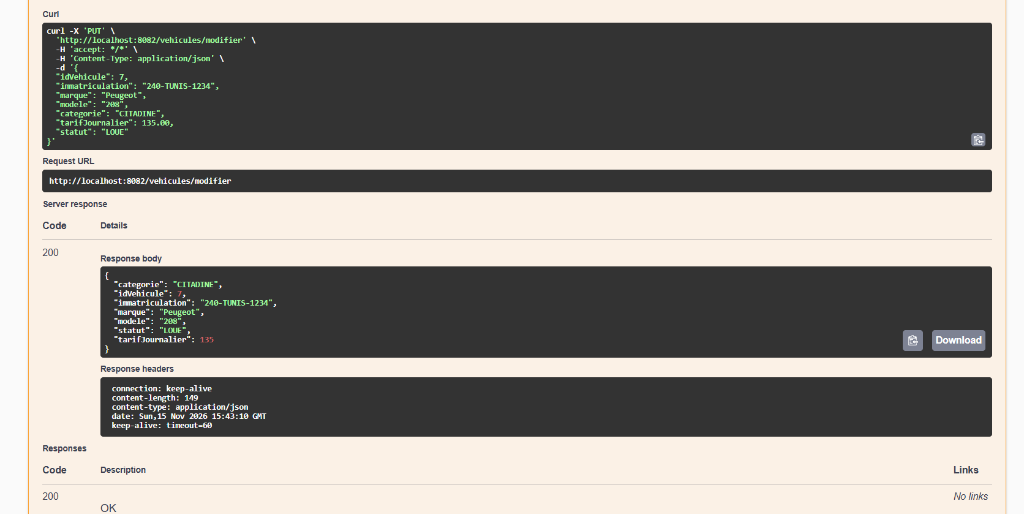 Curl
curl -X 'PUT' \
'http://localhost:8082/vehicules/modifier' \
-H 'accept: */*' \
-H 'Content-Type: application/json' \
-d '{
"idVehicule": 7,
"immatriculation": "240-TUNIS-1234",
"marque": "Peugeot",
"modele": "208",
"categorie": "CITADINE",
"tarifJournalier": 135.00,
"statut": "LOUE"
}'
Request URL
http://localhost:8082/vehicules/modifier
Server response
Code Details
200
Response body
{
"categorie": "CITADINE",
"idVehicule": 7,
"immatriculation": "240-TUNIS-1234",
"marque": "Peugeot",
"modele": "208",
"statut": "LOUE",
"tarifJournalier": 135
}
Download
Response headers
connection: keep-alive
content-length: 149
content-type: application/json
date: Sun,15 Nov 2026 15:43:10 GMT
keep-alive: timeout=60
Responses
Code Description Links
200 No links
OK